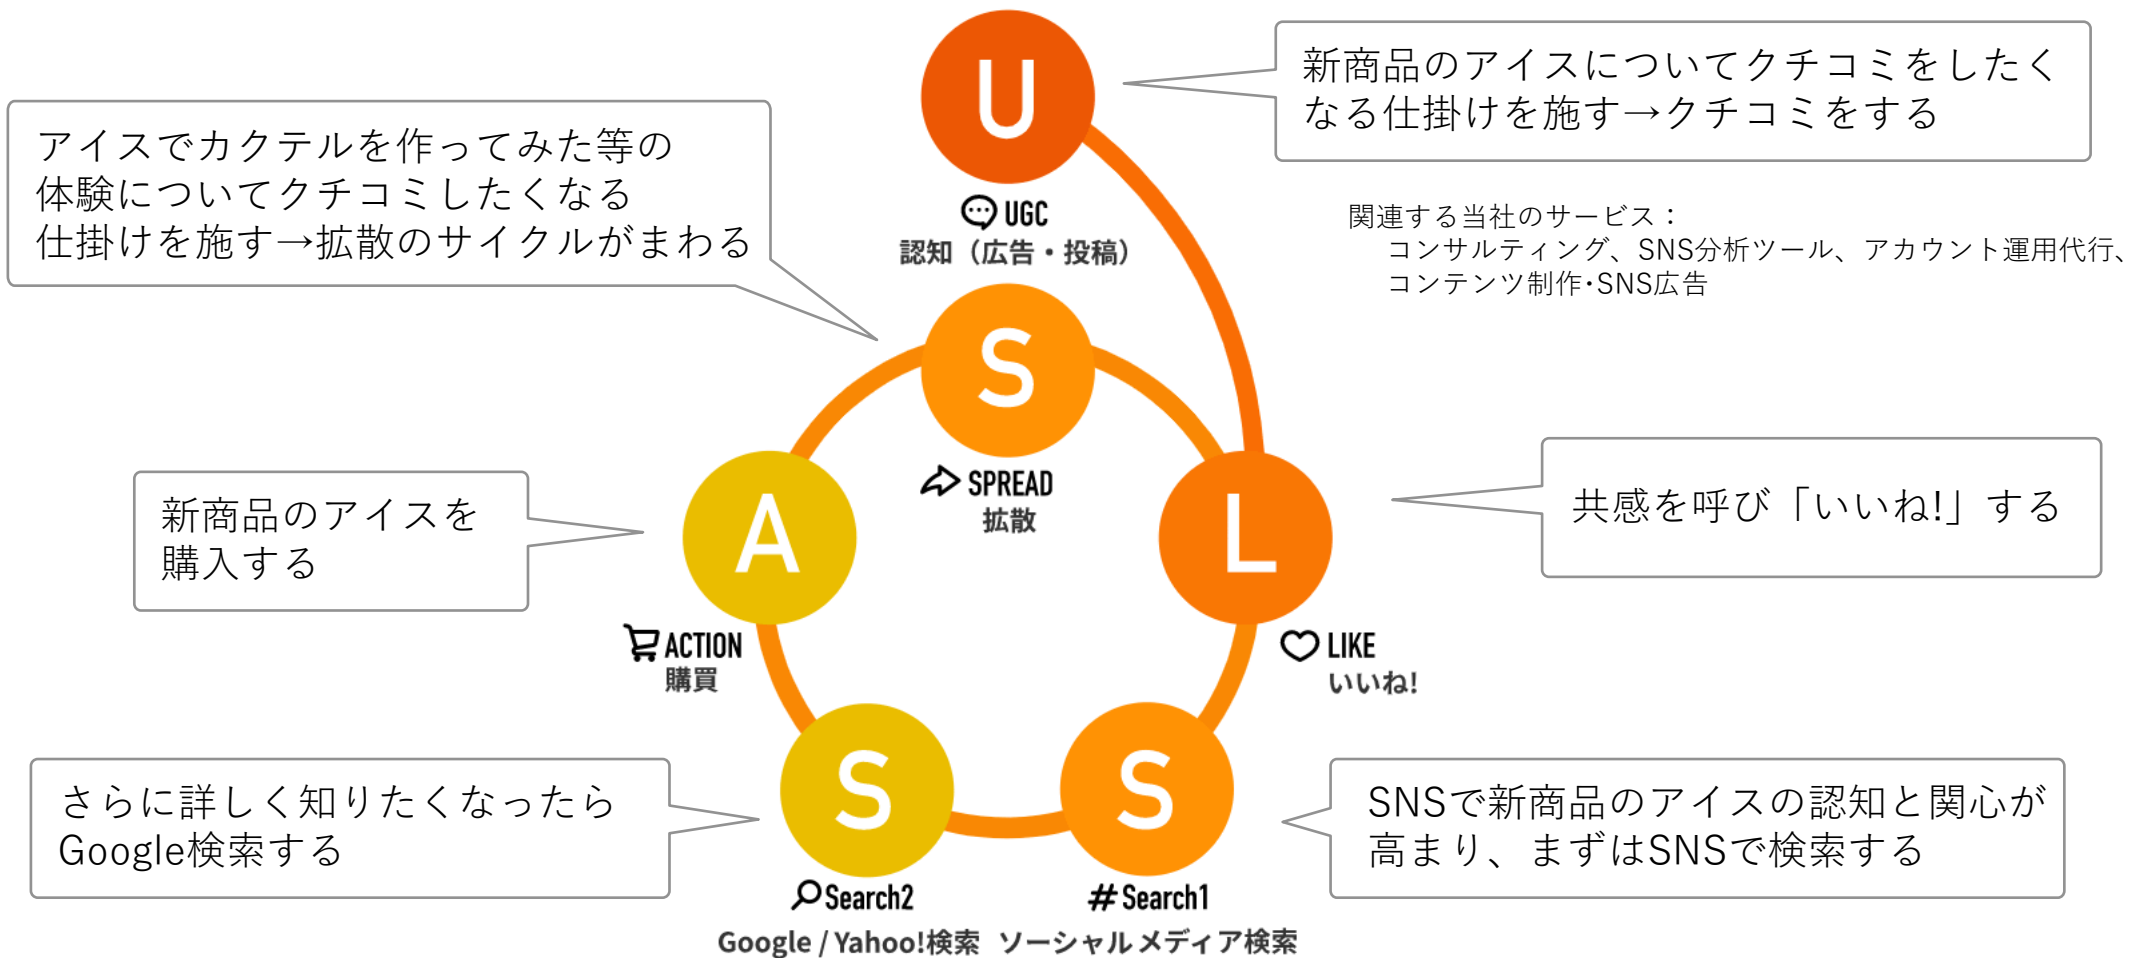 U
新商品のアイスについてクチコミをしたく
なる仕掛けを施す→クチコミをする
アイスでカクテルを作ってみた等の
体験についてクチコミしたくなる
仕掛けを施す→拡散のサイクルがまわる
UGC
認知（広告・投稿）
関連する当社のサービス：
コンサルティング、SNS分析ツール、アカウント運用代行、
コンテンツ制作･SNS広告
S
SPREAD
拡散
新商品のアイスを
購入する
A
ACTION
購買
L
LIKE
いいね!
共感を呼び「いいね!」する
さらに詳しく知りたくなったら
Google検索する
S
Search2
Google / Yahoo!検索
S
#Search1
ソーシャルメディア検索
SNSで新商品のアイスの認知と関心が
高まり、まずはSNSで検索する